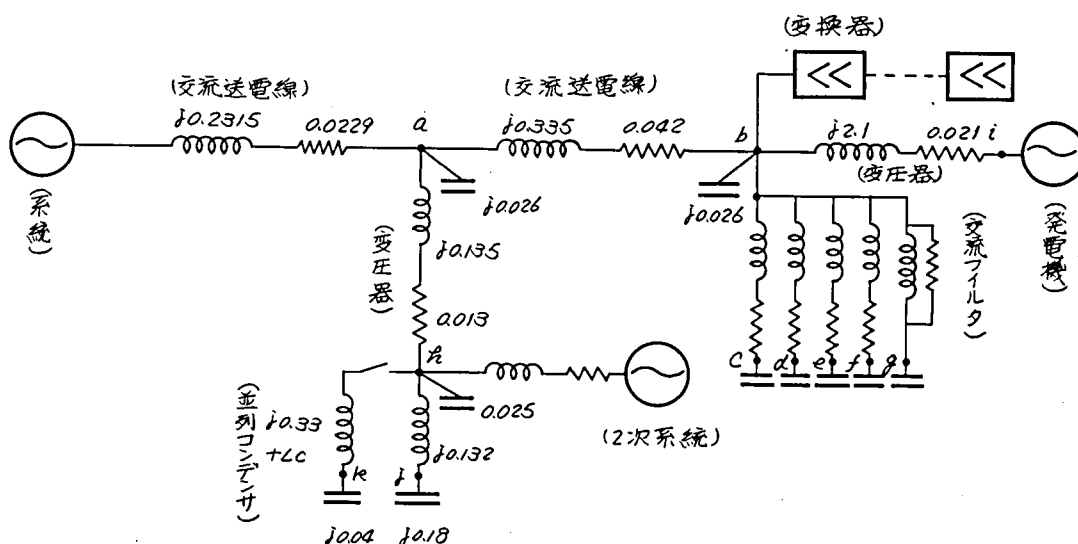 (変換器)
(交流送電線)
(交流送電線)
j0.2315
0.0229
a
j0.335
0.042
b
j2.1
0.021
i
(変圧器)
(系統)
j0.026
j0.026
(発電機)
(交流フィルタ)
j0.135
(変圧器)
0.013
c
d
e
f
g
h
0.025
(2次系統)
(並列コンデンサ)
j0.33
+Lc
j0.132
k
j
j0.04
j0.18